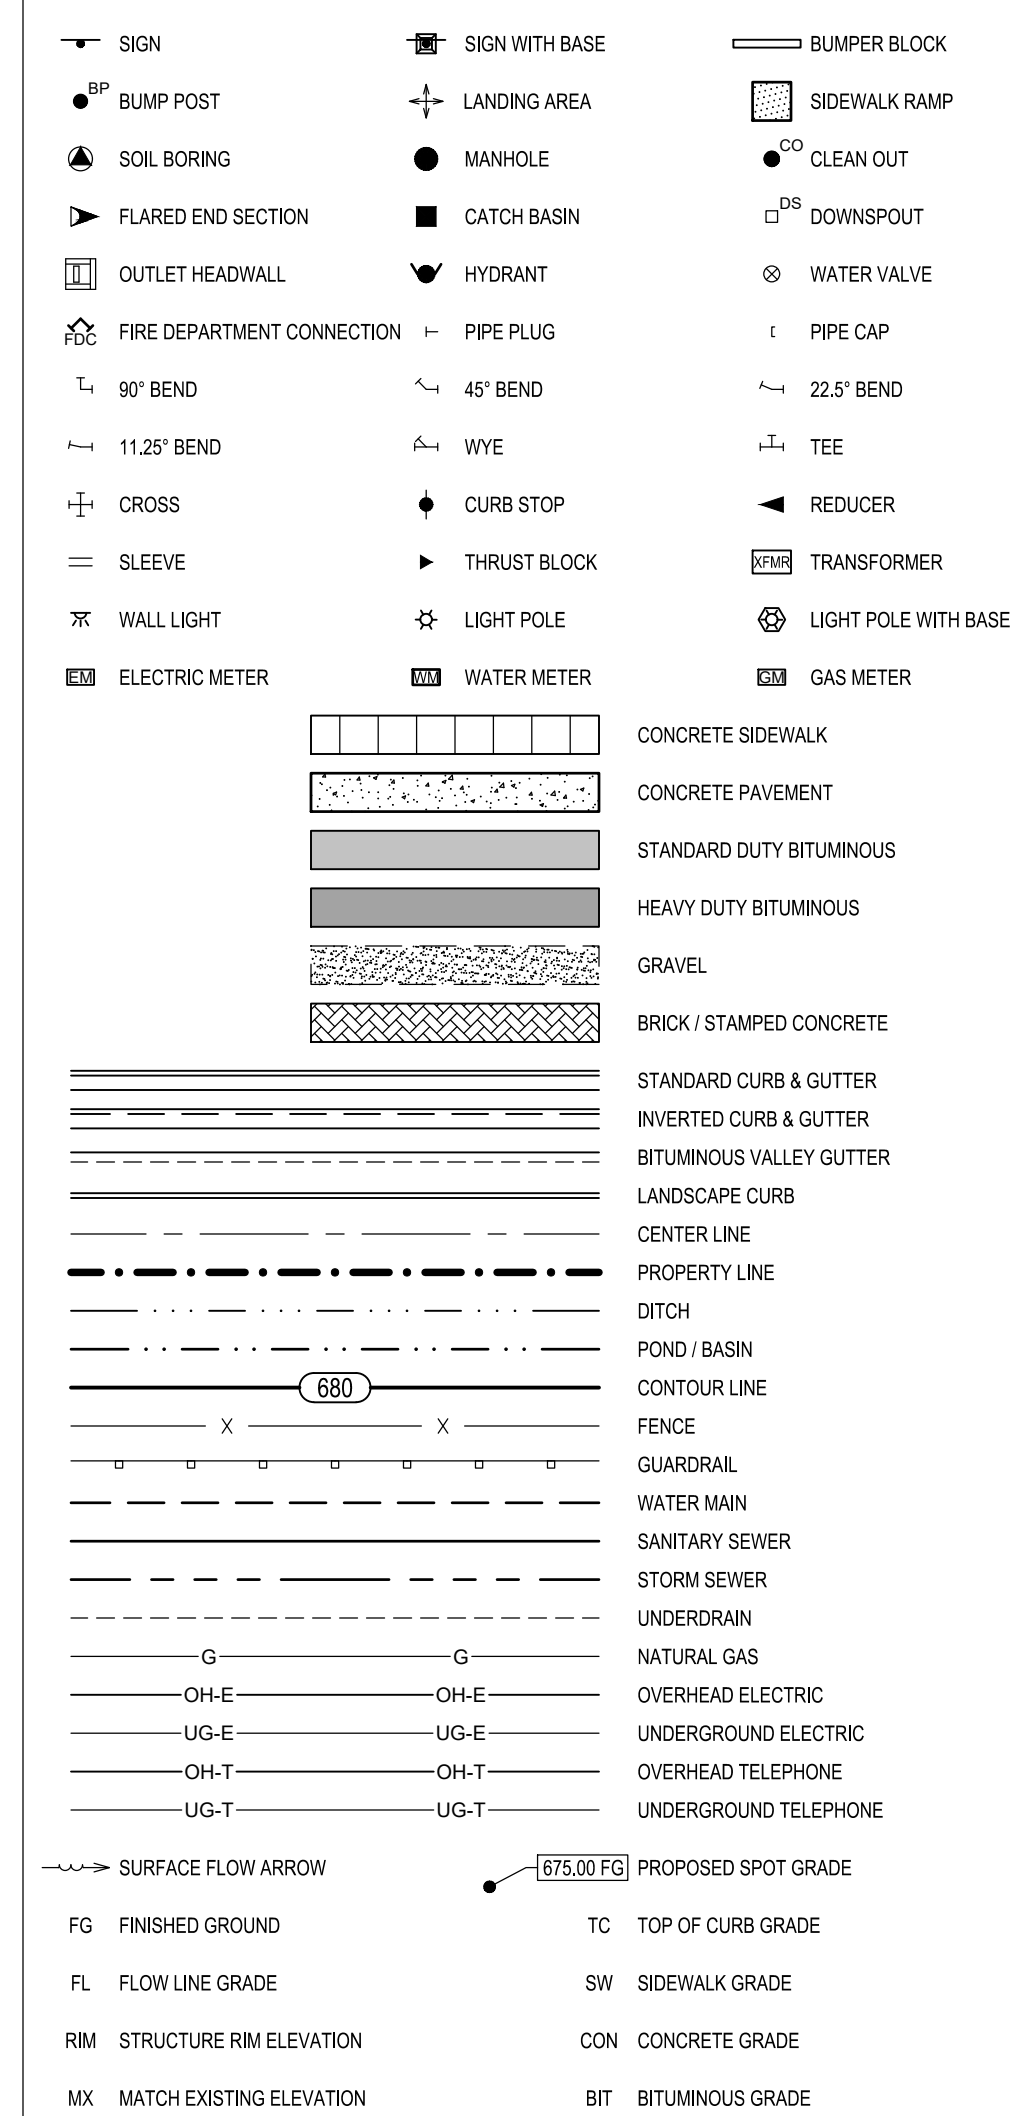 SIGN SIGN WITH BASE BUMPER BLOCK
BP BUMP POST LANDING AREA SIDEWALK RAMP
SOIL BORING MANHOLE CO CLEAN OUT
FLARED END SECTION CATCH BASIN DS DOWNSPOUT
OUTLET HEADWALL HYDRANT WATER VALVE
FDC FIRE DEPARTMENT CONNECTION PIPE PLUG PIPE CAP
90° BEND 45° BEND 22.5° BEND
11.25° BEND WYE TEE
CROSS CURB STOP REDUCER
SLEEVE THRUST BLOCK XFMR TRANSFORMER
WALL LIGHT LIGHT POLE LIGHT POLE WITH BASE
EM ELECTRIC METER WM WATER METER GM GAS METER
CONCRETE SIDEWALK
CONCRETE PAVEMENT
STANDARD DUTY BITUMINOUS
HEAVY DUTY BITUMINOUS
GRAVEL
BRICK / STAMPED CONCRETE
STANDARD CURB & GUTTER
INVERTED CURB & GUTTER
BITUMINOUS VALLEY GUTTER
LANDSCAPE CURB
CENTER LINE
PROPERTY LINE
DITCH
POND / BASIN
680 CONTOUR LINE
X X FENCE
GUARDRAIL
WATER MAIN
SANITARY SEWER
STORM SEWER
UNDERDRAIN
G G NATURAL GAS
OH-E OH-E OVERHEAD ELECTRIC
UG-E UG-E UNDERGROUND ELECTRIC
OH-T OH-T OVERHEAD TELEPHONE
UG-T UG-T UNDERGROUND TELEPHONE
SURFACE FLOW ARROW 675.00 FG PROPOSED SPOT GRADE
FG FINISHED GROUND TC TOP OF CURB GRADE
FL FLOW LINE GRADE SW SIDEWALK GRADE
RIM STRUCTURE RIM ELEVATION CON CONCRETE GRADE
MX MATCH EXISTING ELEVATION BIT BITUMINOUS GRADE